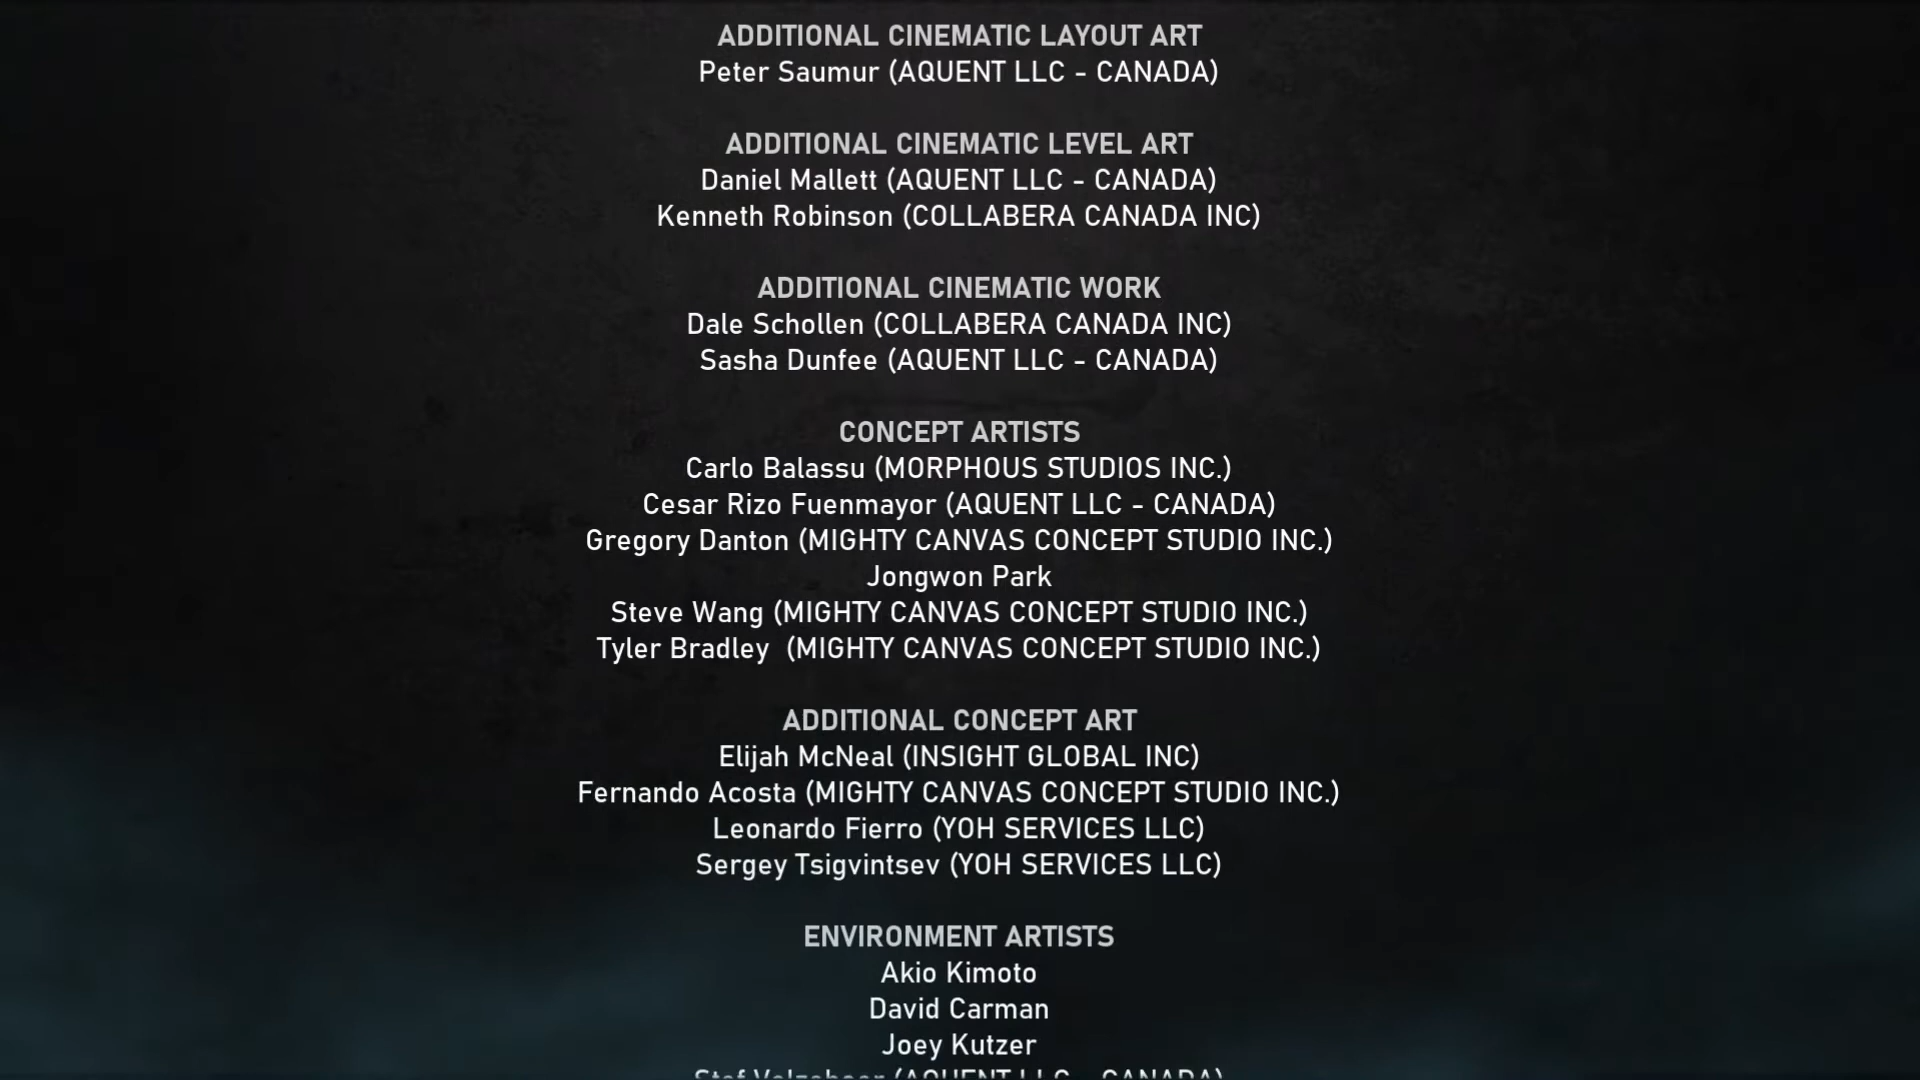 ADDITIONAL CINEMATIC LAYOUT ART
Peter Saumur (AQUENT LLC - CANADA)
ADDITIONAL CINEMATIC LEVEL ART
Daniel Mallett (AQUENT LLC - CANADA)
Kenneth Robinson (COLLABERA CANADA INC)
ADDITIONAL CINEMATIC WORK
Dale Schollen (COLLABERA CANADA INC)
Sasha Dunfee (AQUENT LLC - CANADA)
CONCEPT ARTISTS
Carlo Balassu (MORPHOUS STUDIOS INC.)
Cesar Rizo Fuenmayor (AQUENT LLC - CANADA)
Gregory Danton (MIGHTY CANVAS CONCEPT STUDIO INC.)
Jongwon Park
Steve Wang (MIGHTY CANVAS CONCEPT STUDIO INC.)
Tyler Bradley  (MIGHTY CANVAS CONCEPT STUDIO INC.)
ADDITIONAL CONCEPT ART
Elijah McNeal (INSIGHT GLOBAL INC)
Fernando Acosta (MIGHTY CANVAS CONCEPT STUDIO INC.)
Leonardo Fierro (YOH SERVICES LLC)
Sergey Tsigvintsev (YOH SERVICES LLC)
ENVIRONMENT ARTISTS
Akio Kimoto
David Carman
Joey Kutzer
(AQUENT LLC - CANADA)